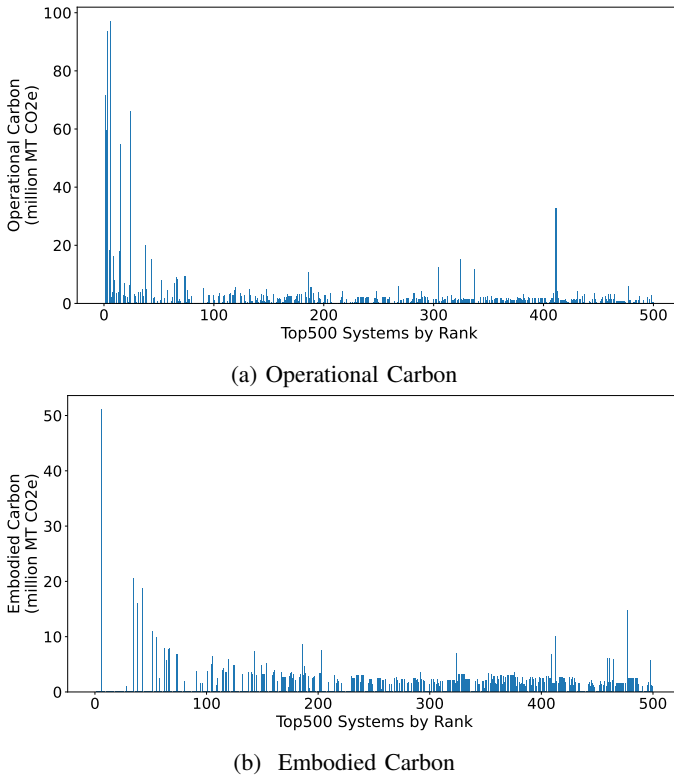 100
80
60
40
20
0
Operational Carbon
(million MT CO2e)
0 100 200 300 400 500
Top500 Systems by Rank
(a) Operational Carbon
50
40
30
20
10
0
Embodied Carbon
(million MT CO2e)
0 100 200 300 400 500
Top500 Systems by Rank
(b) Embodied Carbon